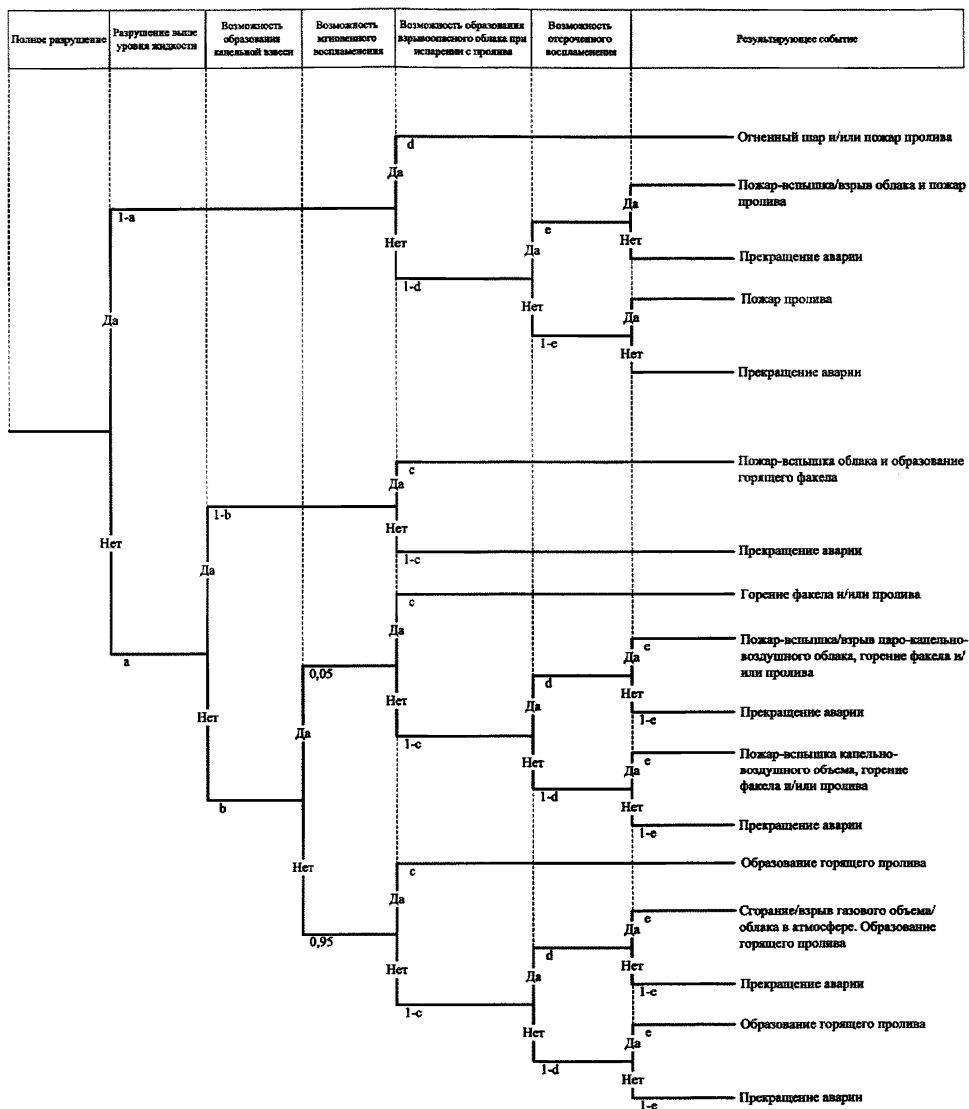 Полное разрушение
Разрушение выше
уровня жидкости
Возможность
образования
капельной взвеси
Возможность
мгновенного
воспламенения
Возможность образования
взрывоопасного облака при
испарении с пролива
Возможность
отсроченного
воспламенения
Результирующее событие
d
Огненный шар и/или пожар пролива
Да
Пожар-вспышка/взрыв облака и пожар
пролива
Да
1-a
e
Нет
Да
Нет
Прекращение аварии
1-d
Пожар пролива
Да
Нет
Да
1-e
Нет
Прекращение аварии
c
Пожар-вспышка облака и образование
горящего факела
Да
1-b
Нет
Нет
1-c
Прекращение аварии
Да
c
Горение факела и/или пролива
Да
a
0,05
e
Пожар-вспышка/взрыв паро-капельно-
воздушного облака, горение факела и/
или пролива
Да
d
Нет
Нет
Да
Нет
1-e
Прекращение аварии
Да
1-c
e
Пожар-вспышка капельно-
воздушного объема, горение
факела и/или пролива
Нет
Да
b
1-d
Нет
1-e
Прекращение аварии
Нет
c
Образование горящего пролива
Да
0,95
e
Сгорание/взрыв газового объема/
облака в атмосфере. Образование
горящего пролива
Да
d
Нет
Нет
Да
1-e
Прекращение аварии
1-c
e
Образование горящего пролива
Нет
Да
1-d
Нет
1-e
Прекращение аварии